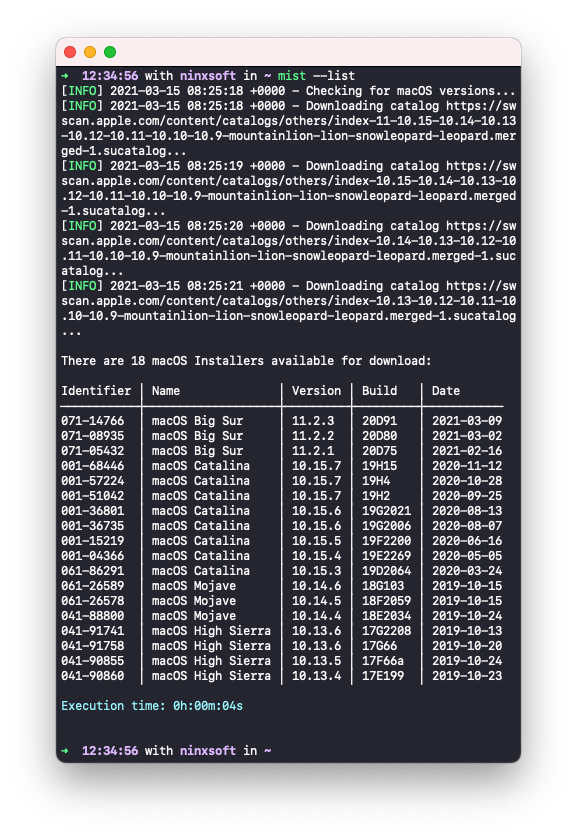 ➜  12:34:56 with ninxsoft in ~ mist --list
[INFO] 2021-03-15 08:25:18 +0000 - Checking for macOS versions...
[INFO] 2021-03-15 08:25:18 +0000 - Downloading catalog https://sw
scan.apple.com/content/catalogs/others/index-11-10.15-10.14-10.13
-10.12-10.11-10.10-10.9-mountainlion-lion-snowleopard-leopard.mer
ged-1.sucatalog...
[INFO] 2021-03-15 08:25:19 +0000 - Downloading catalog https://sw
scan.apple.com/content/catalogs/others/index-10.15-10.14-10.13-10
.12-10.11-10.10-10.9-mountainlion-lion-snowleopard-leopard.merged
-1.sucatalog...
[INFO] 2021-03-15 08:25:20 +0000 - Downloading catalog https://sw
scan.apple.com/content/catalogs/others/index-10.14-10.13-10.12-10
.11-10.10-10.9-mountainlion-lion-snowleopard-leopard.merged-1.suc
atalog...
[INFO] 2021-03-15 08:25:21 +0000 - Downloading catalog https://sw
scan.apple.com/content/catalogs/others/index-10.13-10.12-10.11-10
.10-10.9-mountainlion-lion-snowleopard-leopard.merged-1.sucatalog
...
There are 18 macOS Installers available for download:
Identifier │ Name │ Version │ Build │ Date
071-14766 │ macOS Big Sur │ 11.2.3 │ 20D91 │ 2021-03-09
071-08935 │ macOS Big Sur │ 11.2.2 │ 20D80 │ 2021-03-02
071-05432 │ macOS Big Sur │ 11.2.1 │ 20D75 │ 2021-02-16
001-68446 │ macOS Catalina │ 10.15.7 │ 19H15 │ 2020-11-12
001-57224 │ macOS Catalina │ 10.15.7 │ 19H4 │ 2020-10-28
001-51042 │ macOS Catalina │ 10.15.7 │ 19H2 │ 2020-09-25
001-36801 │ macOS Catalina │ 10.15.6 │ 19G2021 │ 2020-08-13
001-36735 │ macOS Catalina │ 10.15.6 │ 19G2006 │ 2020-08-07
001-15219 │ macOS Catalina │ 10.15.5 │ 19F2200 │ 2020-06-16
001-04366 │ macOS Catalina │ 10.15.4 │ 19E2269 │ 2020-05-05
061-86291 │ macOS Catalina │ 10.15.3 │ 19D2064 │ 2020-03-24
061-26589 │ macOS Mojave │ 10.14.6 │ 18G103 │ 2019-10-15
061-26578 │ macOS Mojave │ 10.14.5 │ 18F2059 │ 2019-10-15
041-88800 │ macOS Mojave │ 10.14.4 │ 18E2034 │ 2019-10-24
041-91741 │ macOS High Sierra │ 10.13.6 │ 17G2208 │ 2019-10-13
041-91758 │ macOS High Sierra │ 10.13.6 │ 17G66 │ 2019-10-20
041-90855 │ macOS High Sierra │ 10.13.5 │ 17F66a │ 2019-10-24
041-90860 │ macOS High Sierra │ 10.13.4 │ 17E199 │ 2019-10-23
Execution time: 0h:00m:04s
➜  12:34:56 with ninxsoft in ~